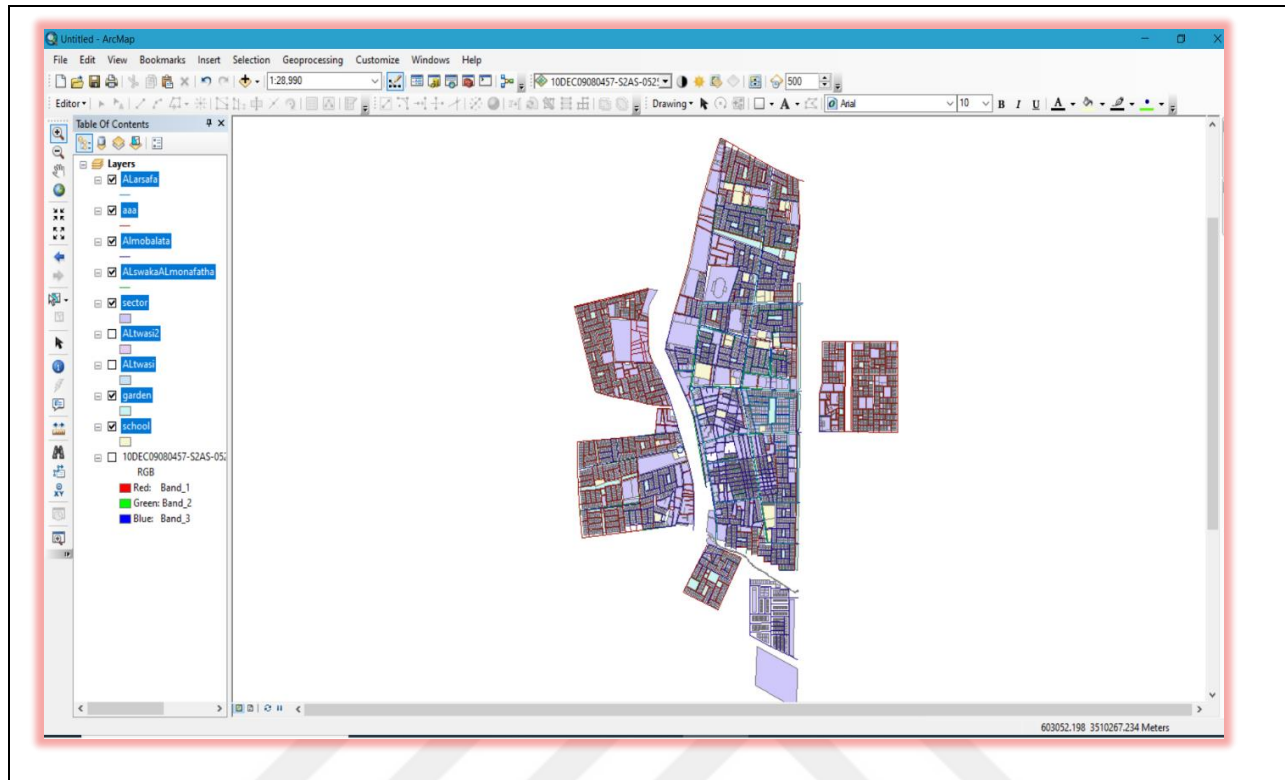 Untitled - ArcMap
File Edit View Bookmarks Insert Selection Geoprocessing Customize Windows Help
1:28,990 10DEC09080457-S2AS-052 500
Editor Drawing A Arial 10 B I U A
Table Of Contents
Layers
ALarsafa
aaa
Almobalata
ALswakaALmonafatha
sector
ALtwasi2
ALtwasi
garden
school
10DEC09080457-S2AS-052
RGB
Red: Band_1
Green: Band_2
Blue: Band_3
603052.198 3510267.234 Meters